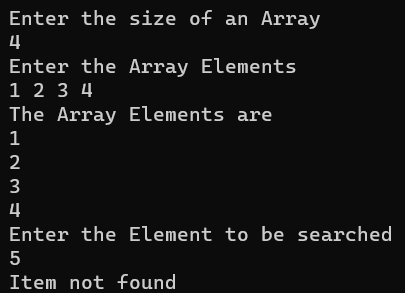 Enter the size of an Array
4
Enter the Array Elements
1 2 3 4
The Array Elements are
1
2
3
4
Enter the Element to be searched
5
Item not found